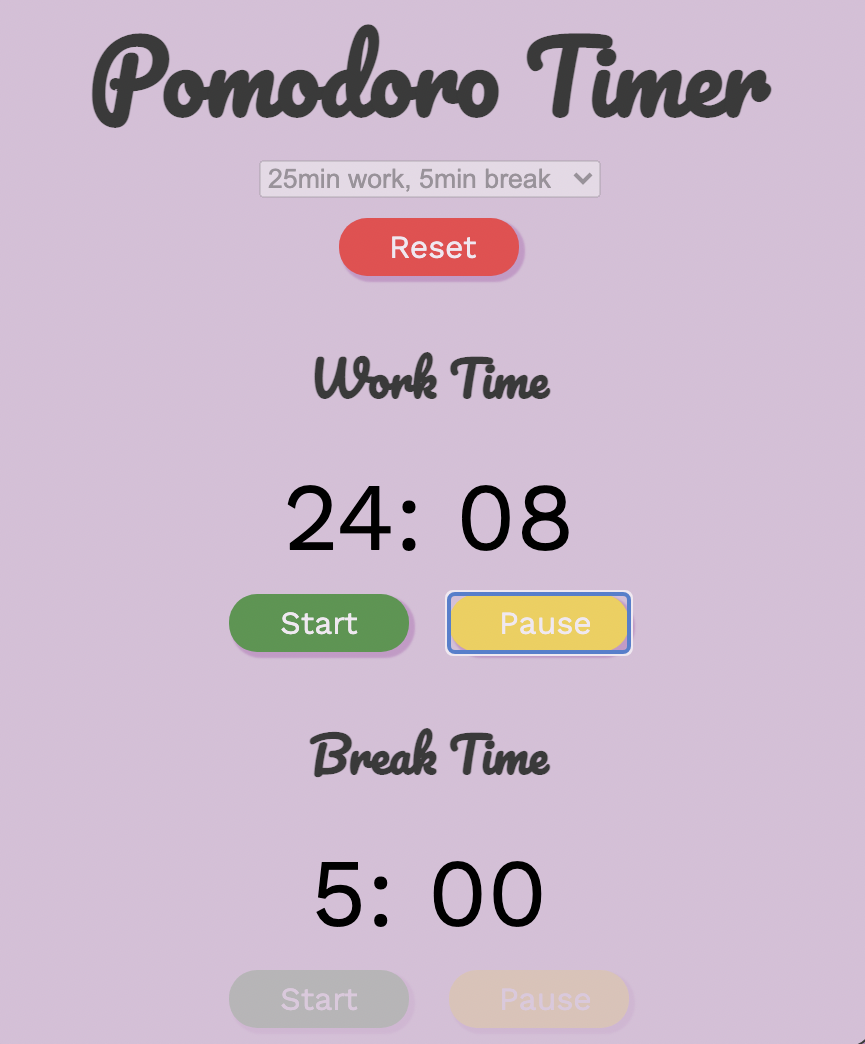 Pomodoro Timer
25min work, 5min break
Reset
Work Time
24: 08
Start Pause
Break Time
5: 00
Start Pause